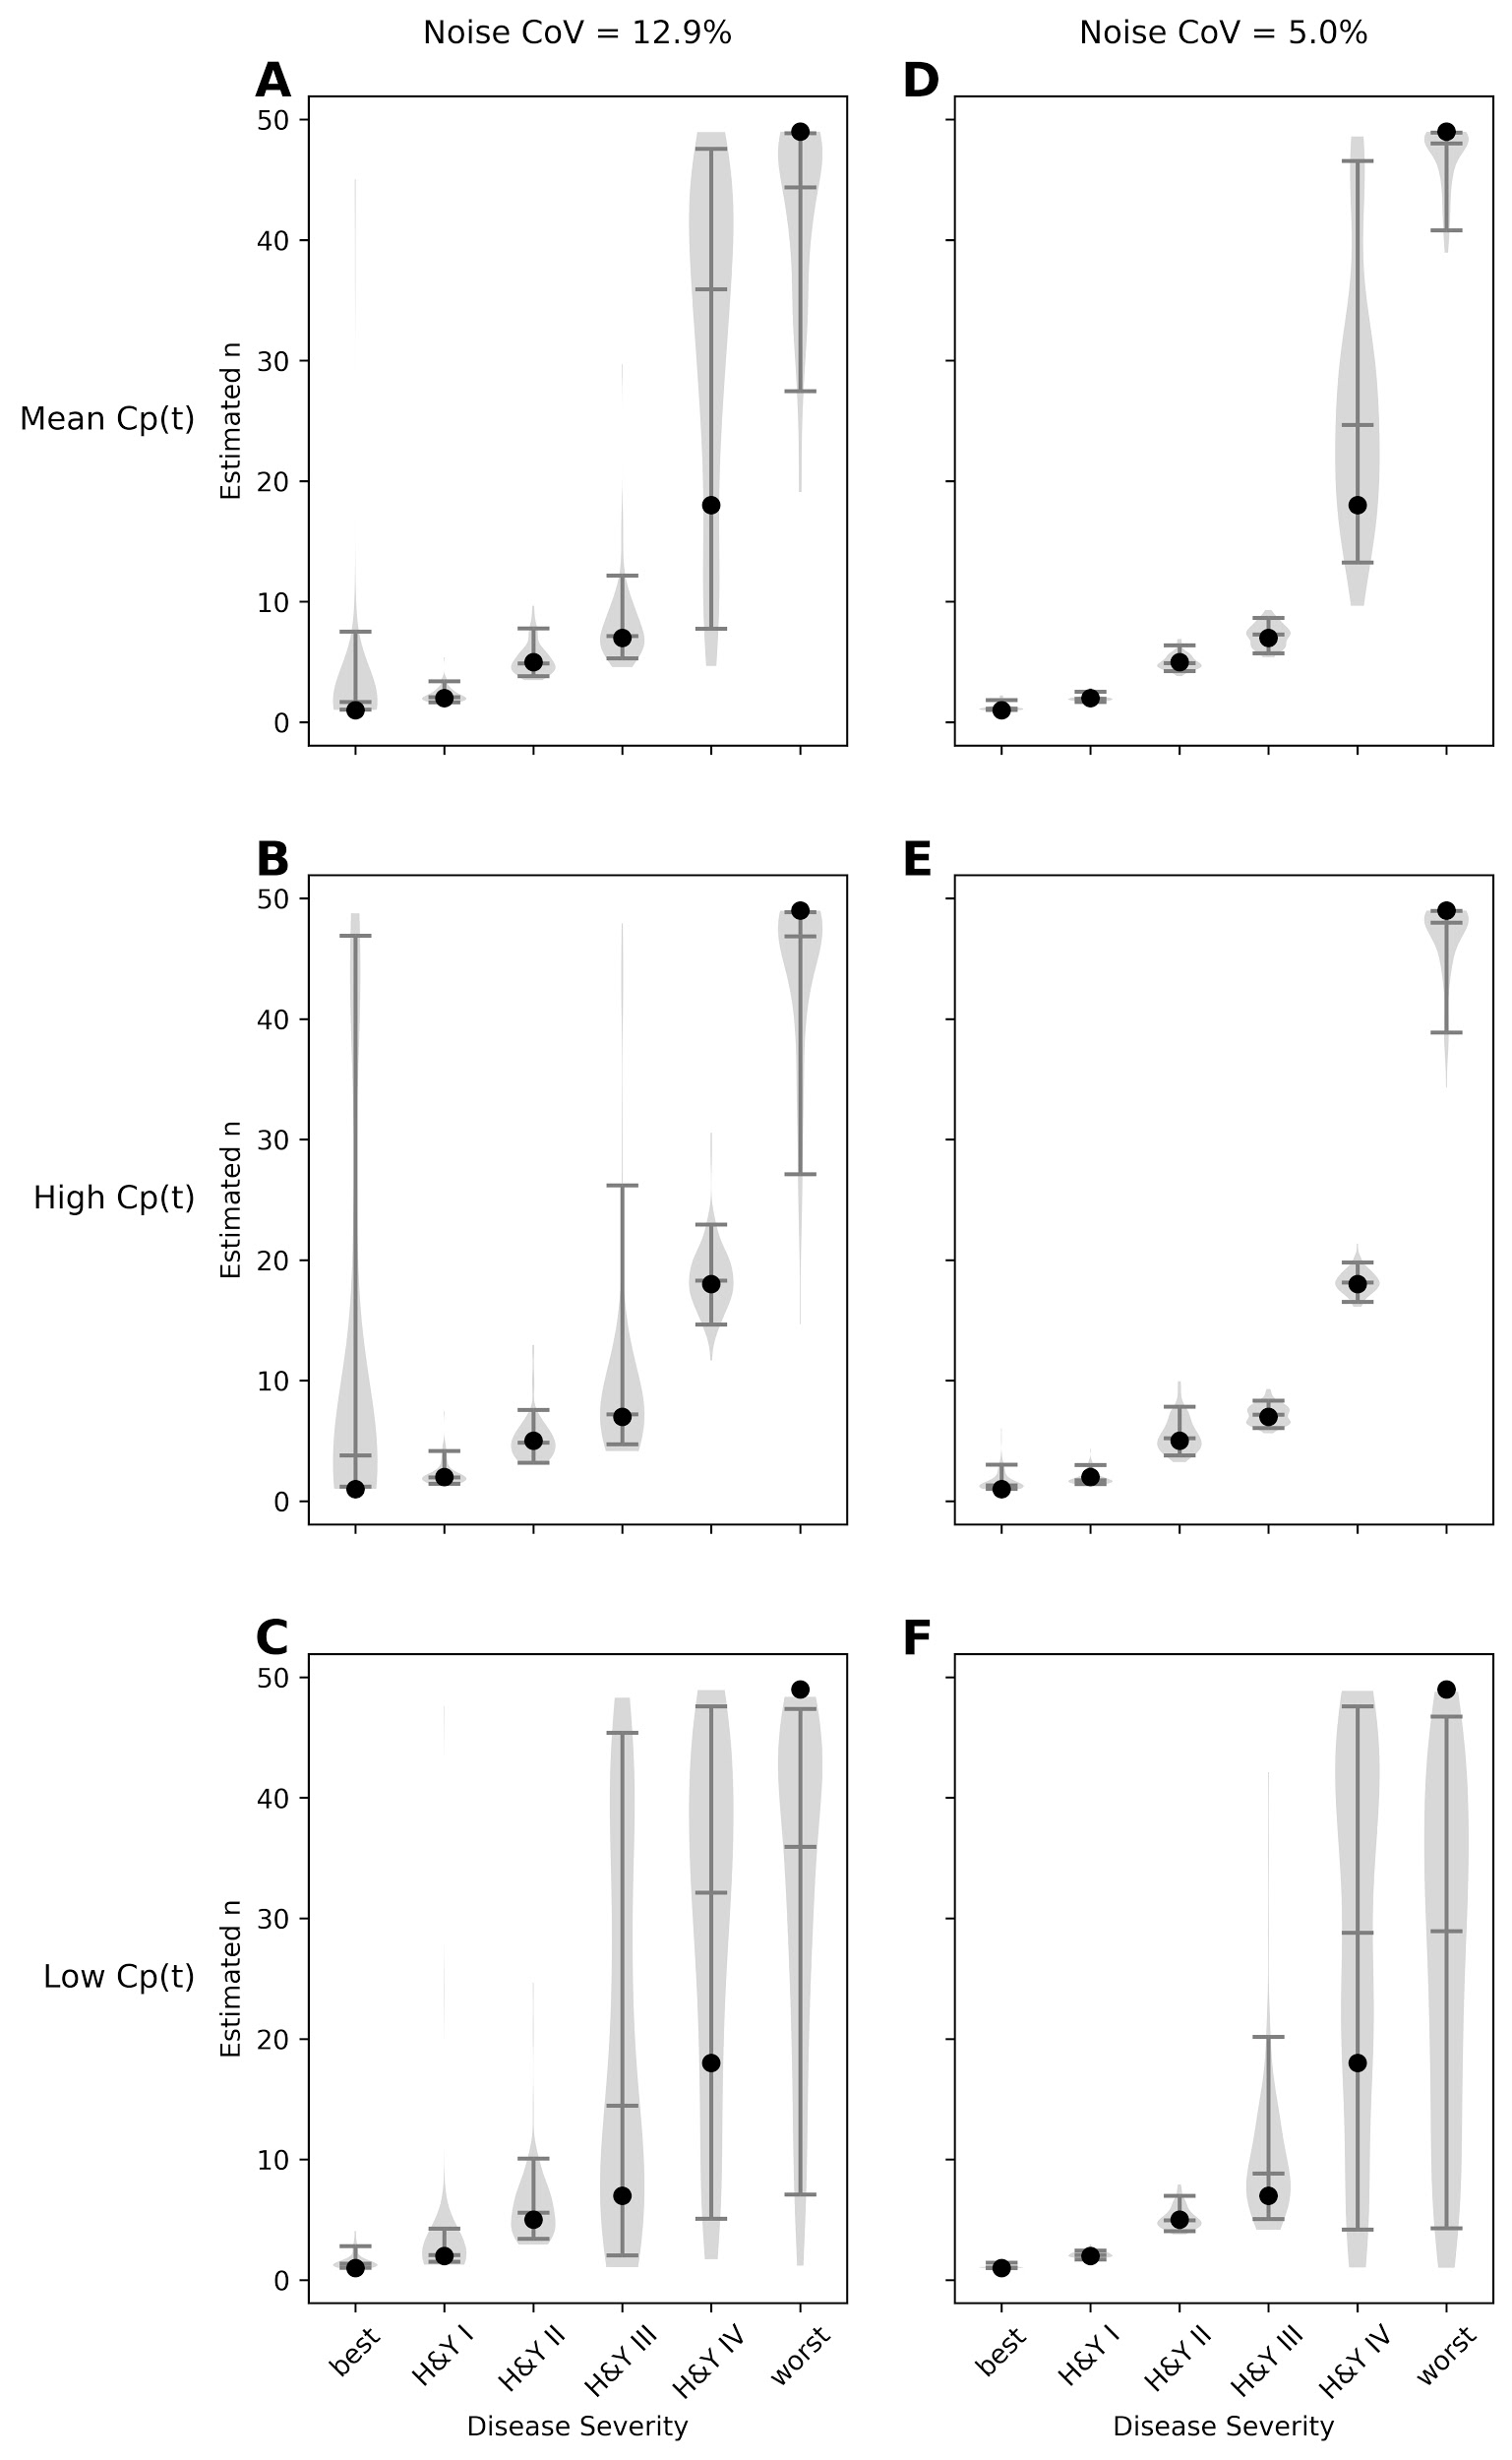 Noise CoV = 12.9%
Noise CoV = 5.0%
A
D
50
40
30
20
10
0
Estimated n
Mean Cp(t)
B
E
50
40
30
20
10
0
Estimated n
High Cp(t)
C
F
50
40
30
20
10
0
Estimated n
Low Cp(t)
best
H&Y I
H&Y II
H&Y III
H&Y IV
worst
best
H&Y I
H&Y II
H&Y III
H&Y IV
worst
Disease Severity
Disease Severity